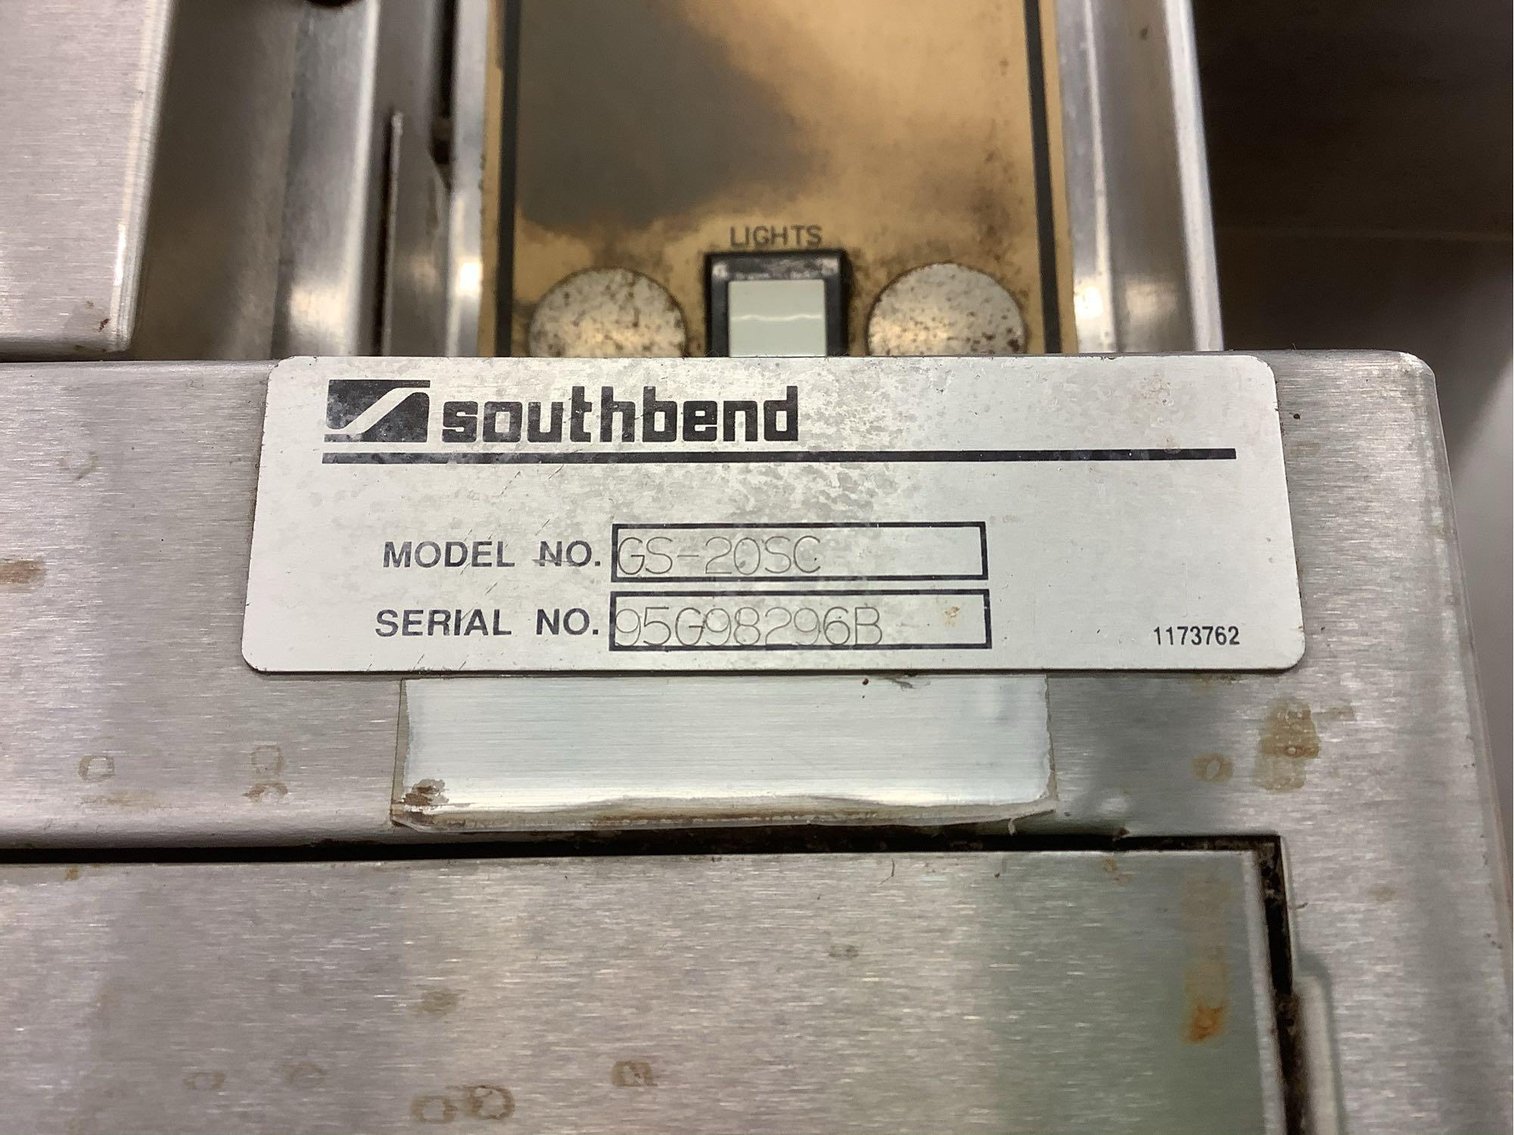 LIGHTS
southbend
MODEL NO. GS-20SC
SERIAL NO. 95G98296B
1173762